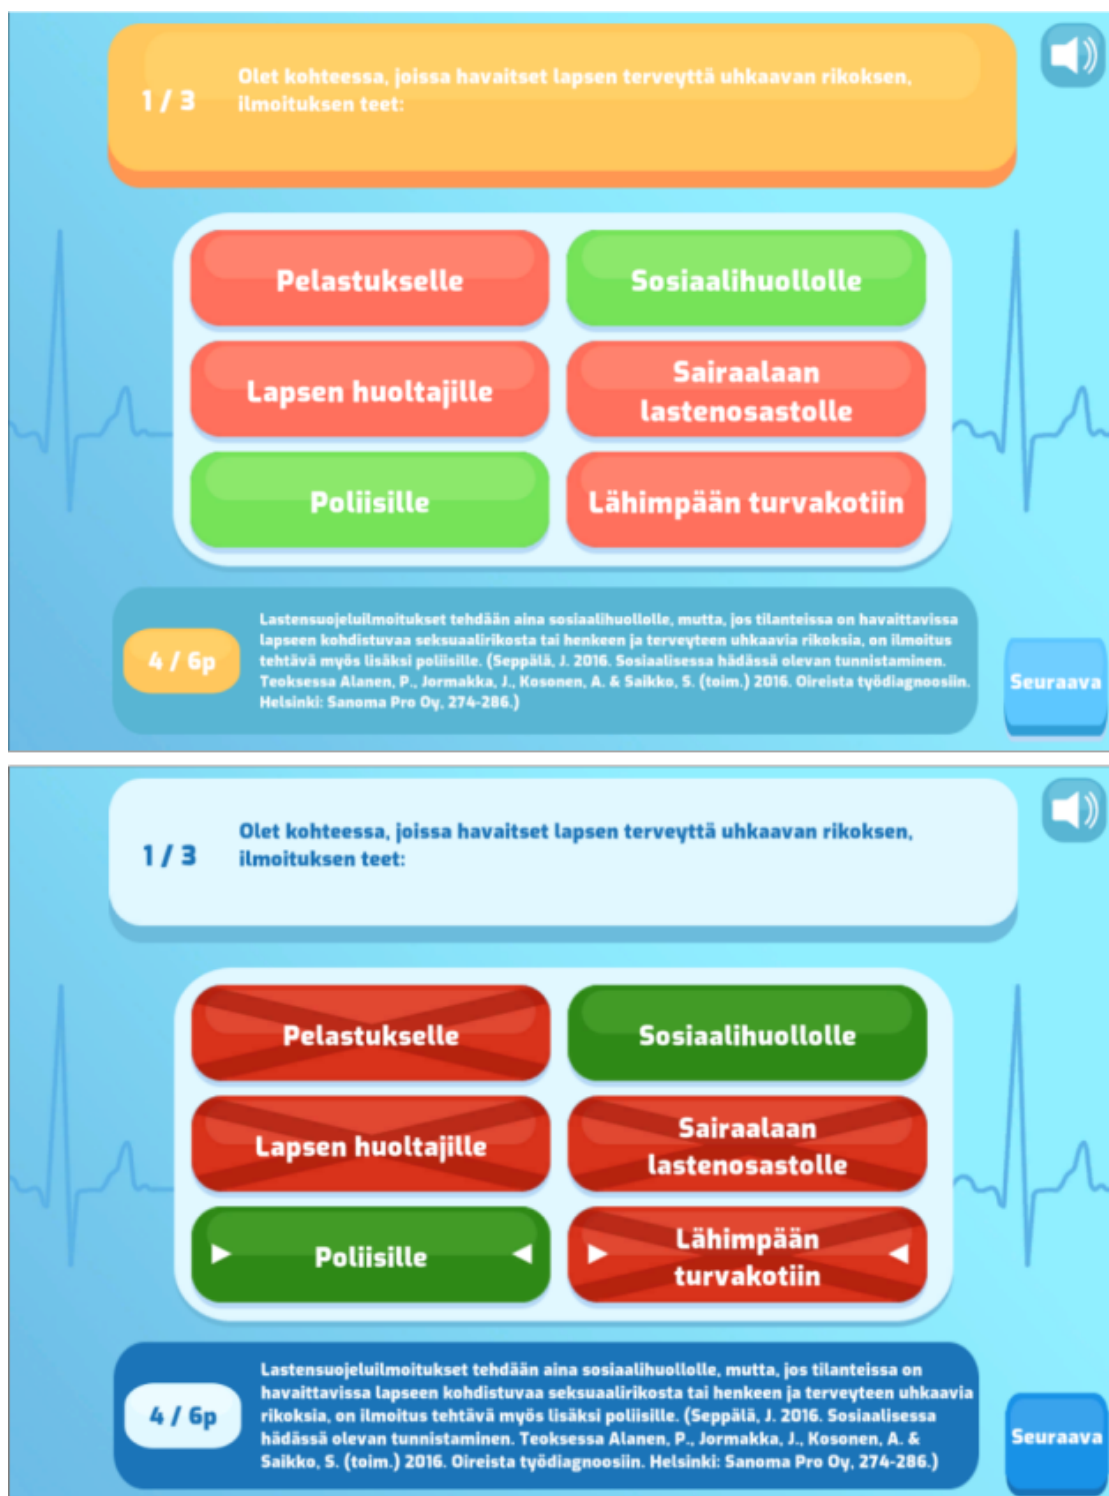 Olet kohteessa, joissa havaitset lapsen terveyttä uhkaavan rikoksen,
1 / 3
ilmoituksen teet:
Pelastukselle
Sosiaalihuollolle
Lapsen huoltajille
Sairaalaan
lastenosastolle
Poliisille
Lähimpään turvakotiin
4 / 6p
Lastensuojeluilmoitukset tehdään aina sosiaalihuollolle, mutta, jos tilanteissa on havaittavissa
lapseen kohdistuvaa seksuaalirikosta tai henkeen ja terveyteen uhkaavia rikoksia, on ilmoitus
tehtävä myös lisäksi poliisille. (Seppälä, J. 2016. Sosiaalisessa hädässä olevan tunnistaminen.
Teoksessa Alanen, P., Jormakka, J., Kosonen, A. & Saikko, S. (toim.) 2016. Oireista työdiagnoosiin.
Helsinki: Sanoma Pro Oy, 274-286.)
Seuraava
Olet kohteessa, joissa havaitset lapsen terveyttä uhkaavan rikoksen,
1 / 3
ilmoituksen teet:
Pelastukselle
Sosiaalihuollolle
Lapsen huoltajille
Sairaalaan
lastenosastolle
Poliisille
Lähimpään
turvakotiin
4 / 6p
Lastensuojeluilmoitukset tehdään aina sosiaalihuollolle, mutta, jos tilanteissa on
havaittavissa lapseen kohdistuvaa seksuaalirikosta tai henkeen ja terveyteen uhkaavia
rikoksia, on ilmoitus tehtävä myös lisäksi poliisille. (Seppälä, J. 2016. Sosiaalisessa
hädässä olevan tunnistaminen. Teoksessa Alanen, P., Jormakka, J., Kosonen, A. &
Saikko, S. (toim.) 2016. Oireista työdiagnoosiin. Helsinki: Sanoma Pro Oy, 274-286.)
Seuraava